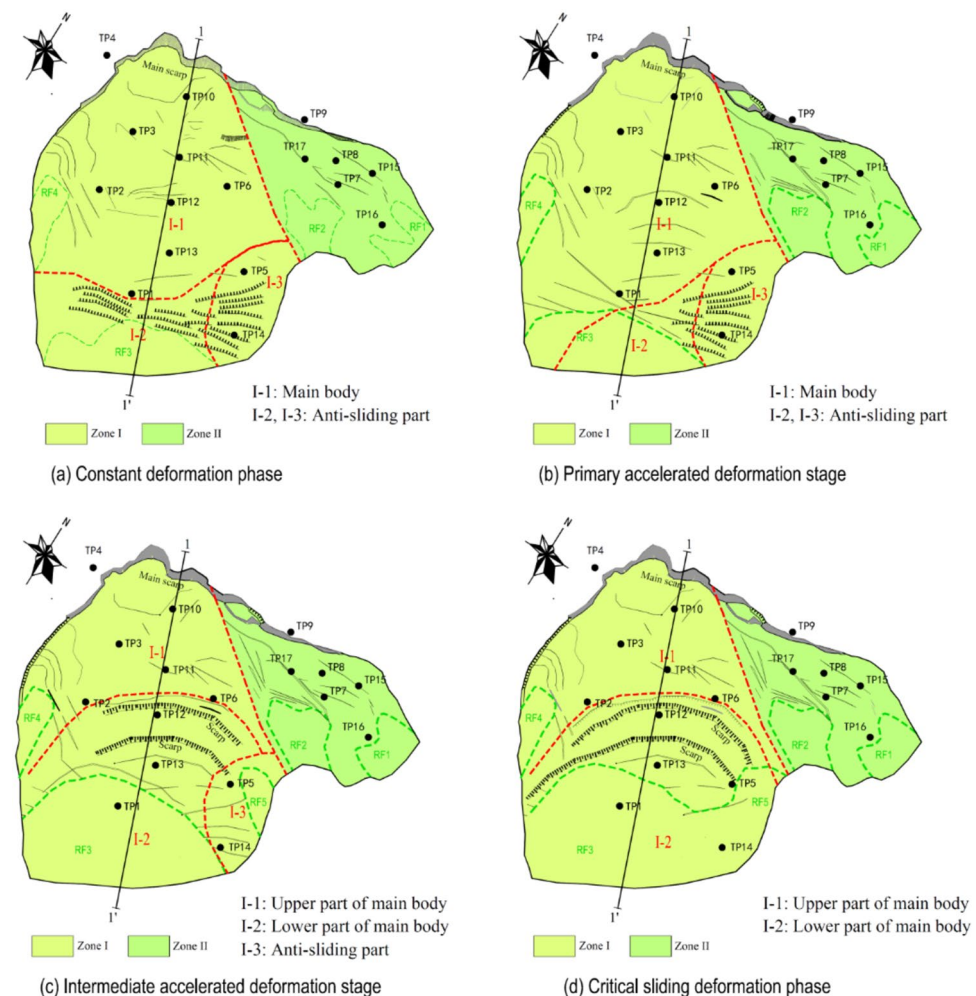 N
TP4
1
Main scarp
TP10
TP9
TP3
TP17
TP8
TP11
TP15
TP7
TP6
TP2
RF4
TP12
I-1
TP16
RF2
RF1
TP13
TP5
I-3
TP1
I-2
TP14
RF3
1'
I-1: Main body
I-2, I-3: Anti-sliding part
Zone I
Zone II
(a) Constant deformation phase
N
TP4
1
Main scarp
TP10
TP9
TP3
TP17
TP8
TP11
TP15
TP7
TP6
TP2
RF4
TP12
RF2
I-1
TP16
RF1
TP13
TP5
I-3
TP1
TP14
RF3
I-2
1'
I-1: Main body
I-2, I-3: Anti-sliding part
Zone I
Zone II
(b) Primary accelerated deformation stage
N
TP4
1
Main scarp
TP10
TP9
TP3
I-1
TP17
TP8
TP11
TP15
TP7
TP6
TP2
RF4
TP12
Scarp
TP16
RF2
RF1
Scarp
TP13
TP5
RF5
TP1
I-3
I-2
RF3
TP14
1'
I-1: Upper part of main body
I-2: Lower part of main body
I-3: Anti-sliding part
Zone I
Zone II
(c) Intermediate accelerated deformation stage
N
TP4
1
Main scarp
TP10
TP9
TP3
I-1
TP17
TP8
TP11
TP15
TP7
TP6
TP2
RF4
TP12
Scarp
TP16
RF2
RF1
Scarp
TP13
TP5
RF5
TP1
I-2
RF3
TP14
1'
I-1: Upper part of main body
I-2: Lower part of main body
Zone I
Zone II
(d) Critical sliding deformation phase